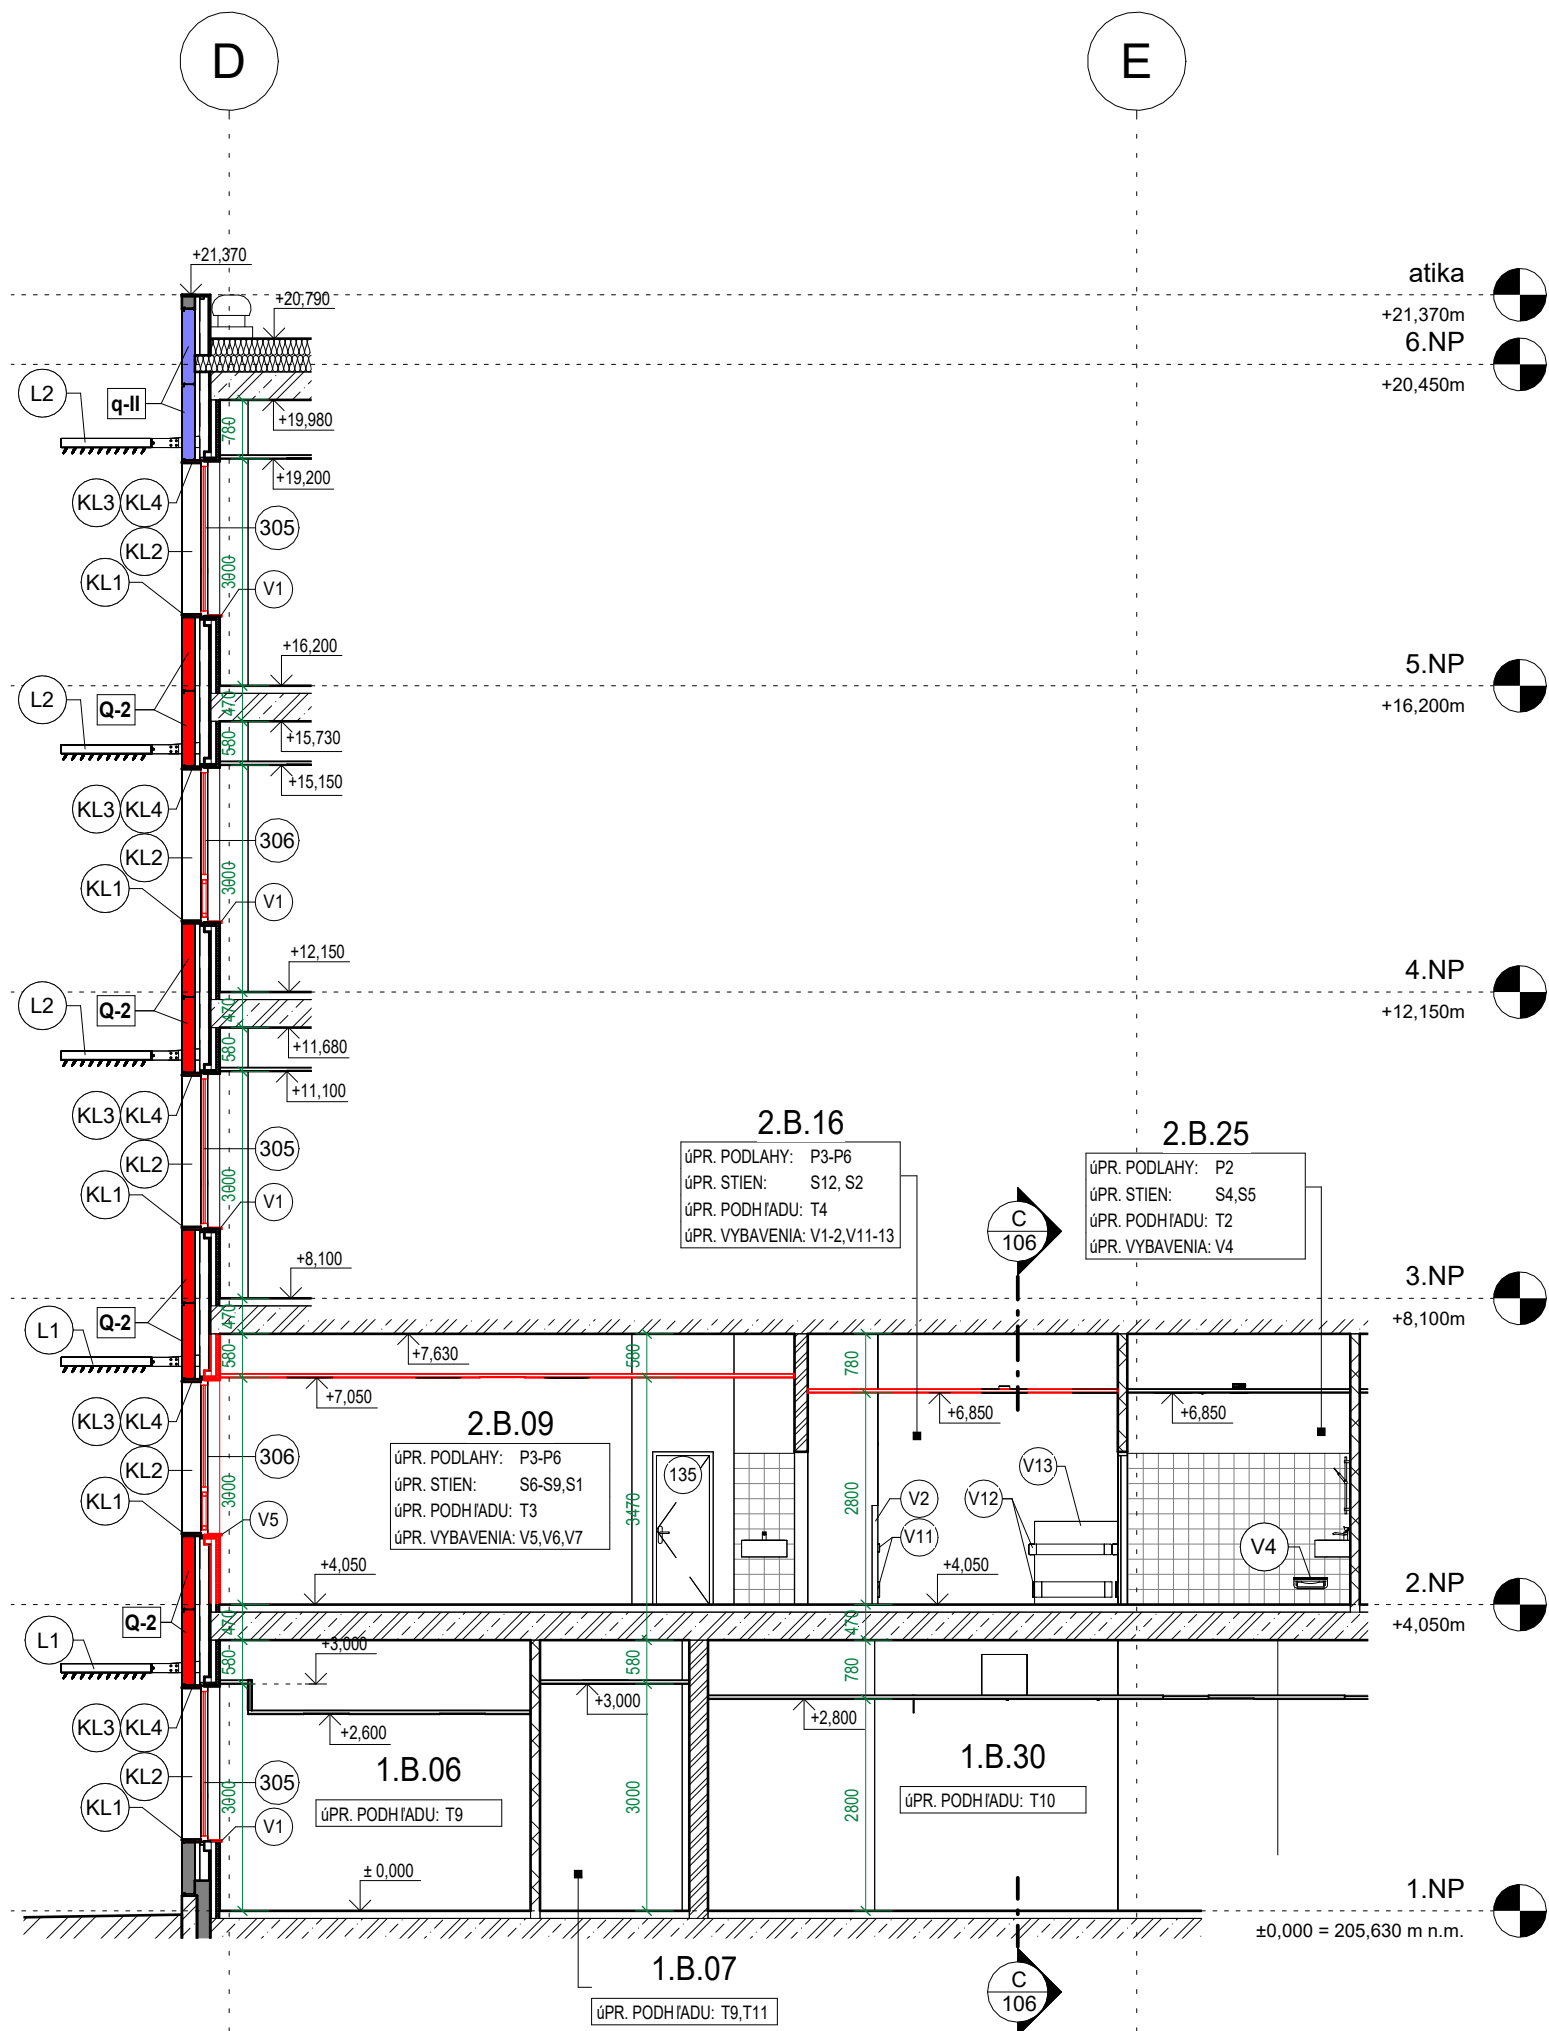 D
E
+21,370
atika
+21,370m
+20,790
6.NP
+20,450m
L2
q-II
+19,980
780
+19,200
KL3
KL4
305
KL2
3000
KL1
V1
+16,200
5.NP
+16,200m
L2
Q-2
470
+15,730
580
+15,150
KL3
KL4
306
KL2
3000
KL1
V1
+12,150
4.NP
+12,150m
L2
Q-2
470
+11,680
580
+11,100
KL3
KL4
305
KL2
3000
KL1
V1
2.B.16
úPR. PODLAHY: P3-P6
úPR. STIEN: S12, S2
úPR. PODHľADU: T4
úPR. VYBAVENIA: V1-2,V11-13
2.B.25
úPR. PODLAHY: P2
úPR. STIEN: S4,S5
úPR. PODHľADU: T2
úPR. VYBAVENIA: V4
C
106
+8,100
3.NP
+8,100m
L1
Q-2
470
580
+7,630
580
780
+7,050
+6,850
+6,850
KL3
KL4
306
KL2
3000
KL1
V5
2.B.09
úPR. PODLAHY: P3-P6
úPR. STIEN: S6-S9,S1
úPR. PODHľADU: T3
úPR. VYBAVENIA: V5,V6,V7
135
3470
2800
V2
V11
V12
V13
V4
+4,050
+4,050
2.NP
+4,050m
L1
Q-2
470
470
580
+3,000
580
780
+3,000
+2,600
+2,800
KL3
KL4
305
KL2
3000
KL1
V1
1.B.06
úPR. PODHľADU: T9
3000
2800
1.B.30
úPR. PODHľADU: T10
± 0,000
1.NP
±0,000 = 205,630 m n.m.
1.B.07
úPR. PODHľADU: T9,T11
C
106